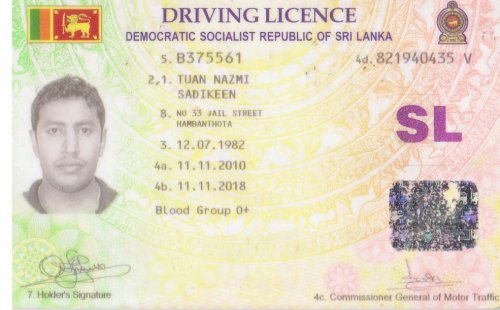 DRIVING LICENCE
DEMOCRATIC SOCIALIST REPUBLIC OF SRI LANKA
5. B375561 4d. 821940435 V
2,1. TUAN NAZMI
SADIKEEN
8. NO 33 JAIL STREET
HAMBANTHOTA
SL
3. 12.07.1982
4a. 11.11.2010
4b. 11.11.2018
Blood Group O+
7. Holder's Signature
4c. Commissioner General of Motor Traffic